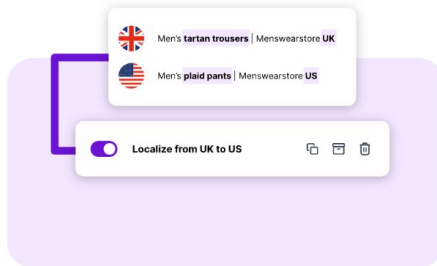 Men's tartan trousers | Menswearstore UK
Men's plaid pants | Menswearstore US
Localize from UK to US